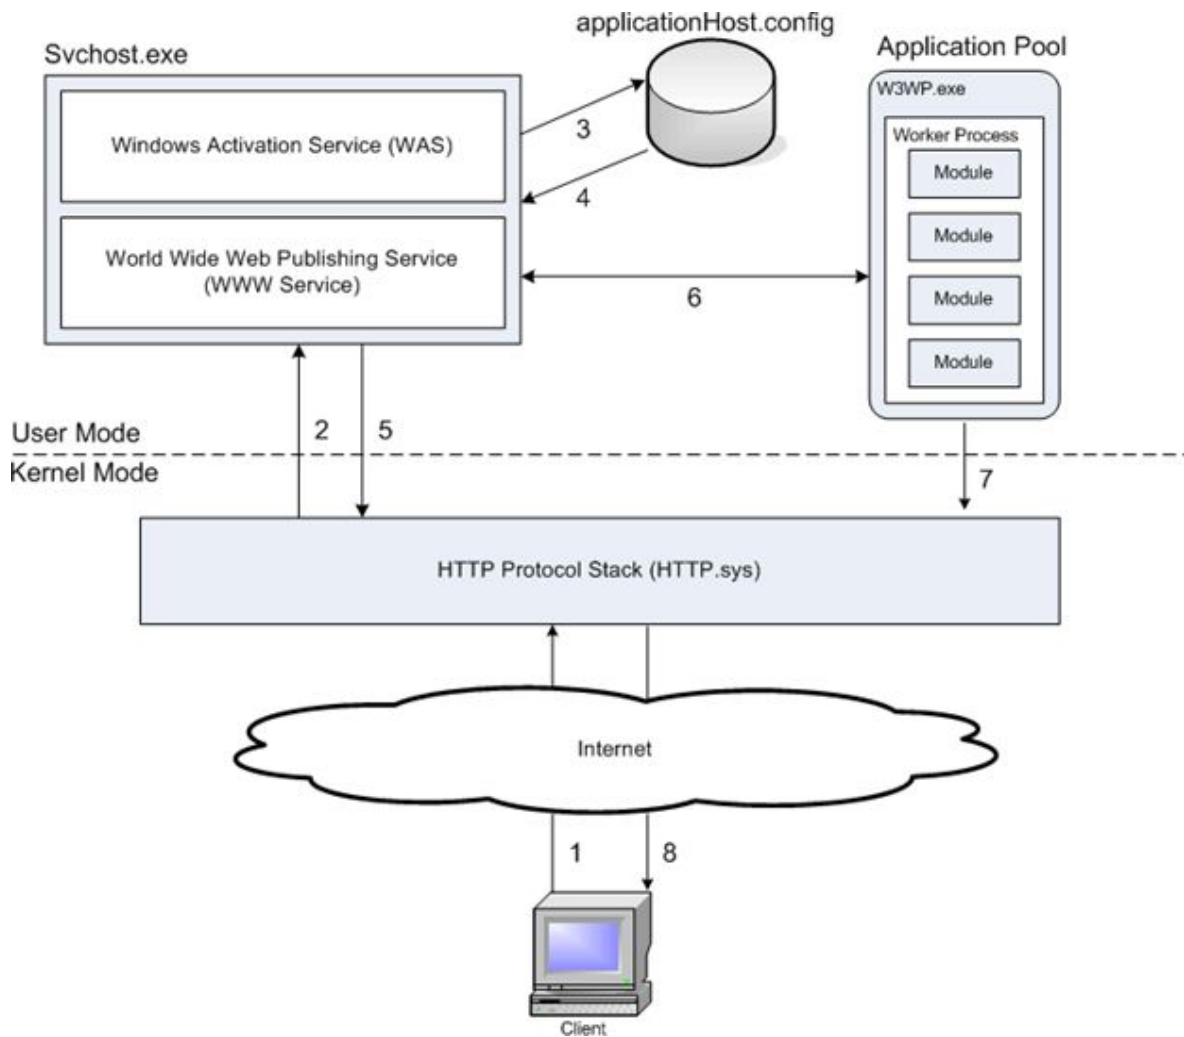 applicationHost.config
Svchost.exe
Application Pool
W3WP.exe
Worker Process
Module
Module
Module
Module
Windows Activation Service (WAS)
World Wide Web Publishing Service
(WWW Service)
3
4
6
2
5
7
User Mode
Kernel Mode
HTTP Protocol Stack (HTTP.sys)
Internet
1
8
Client